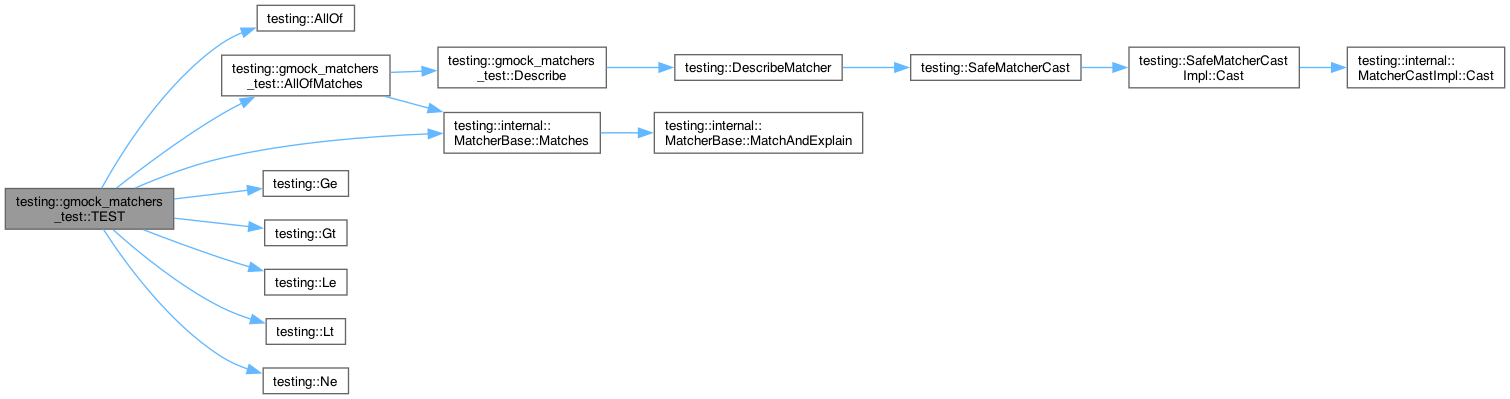 testing::AllOf
testing::gmock_matchers
_test::AllOfMatches
testing::gmock_matchers
_test::Describe
testing::DescribeMatcher
testing::SafeMatcherCast
testing::SafeMatcherCast
Impl::Cast
testing::internal::
MatcherCastImpl::Cast
testing::internal::
MatcherBase::Matches
testing::internal::
MatcherBase::MatchAndExplain
testing::gmock_matchers
_test::TEST
testing::Ge
testing::Gt
testing::Le
testing::Lt
testing::Ne